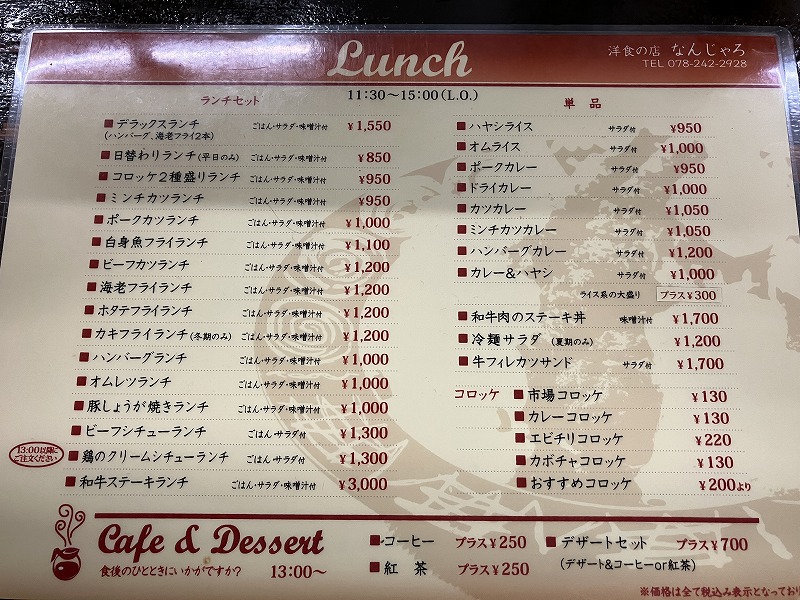 Lunch
洋食の店 なんじゃろ
TEL 078-242-2928
11:30～15:00(L.O.)
ランチセット
■デラックスランチ ごはん・サラダ・味噌汁付 ¥1,550
(ハンバーグ、海老フライ2本)
■日替わりランチ(平日のみ) ごはん・サラダ・味噌汁付 ¥850
■コロッケ2種盛りランチ ごはん・サラダ・味噌汁付 ¥950
■ミンチカツランチ ごはん・サラダ・味噌汁付 ¥950
■ポークカツランチ ごはん・サラダ・味噌汁付 ¥1,000
■白身魚フライランチ ごはん・サラダ・味噌汁付 ¥1,100
■ビーフカツランチ ごはん・サラダ・味噌汁付 ¥1,200
■海老フライランチ ごはん・サラダ・味噌汁付 ¥1,200
■ホタテフライランチ ごはん・サラダ・味噌汁付 ¥1,200
■カキフライランチ(冬期のみ) ごはん・サラダ・味噌汁付 ¥1,200
■ハンバーグランチ ごはん・サラダ・味噌汁付 ¥1,000
■オムレツランチ ごはん・サラダ・味噌汁付 ¥1,000
■豚しょうが焼きランチ ごはん・サラダ・味噌汁付 ¥1,000
■ビーフシチューランチ ごはん・サラダ付 ¥1,300
13:00以降に
ご注文ください
■鶏のクリームシチューランチ ごはん・サラダ付 ¥1,300
■和牛ステーキランチ ごはん・サラダ・味噌汁付 ¥3,000
単品
■ハヤシライス サラダ付 ¥950
■オムライス サラダ付 ¥1,000
■ポークカレー サラダ付 ¥950
■ドライカレー サラダ付 ¥1,000
■カツカレー サラダ付 ¥1,050
■ミンチカツカレー サラダ付 ¥1,050
■ハンバーグカレー サラダ付 ¥1,200
■カレー&ハヤシ サラダ付 ¥1,000
ライス系の大盛り プラス¥300
■和牛肉のステーキ丼 味噌汁付 ¥1,700
■冷麺サラダ (夏期のみ) ¥1,200
■牛フィレカツサンド サラダ付 ¥1,700
コロッケ ■市場コロッケ ¥130
■カレーコロッケ ¥130
■エビチリコロッケ ¥220
■カボチャコロッケ ¥130
■おすすめコロッケ ¥200より
Cafe & Dessert
食後のひとときにいかがですか? 13:00～
■コーヒー プラス¥250
■紅茶 プラス¥250
■デザートセット プラス¥700
(デザート&コーヒーor紅茶)
※価格は全て税込み表示となってお